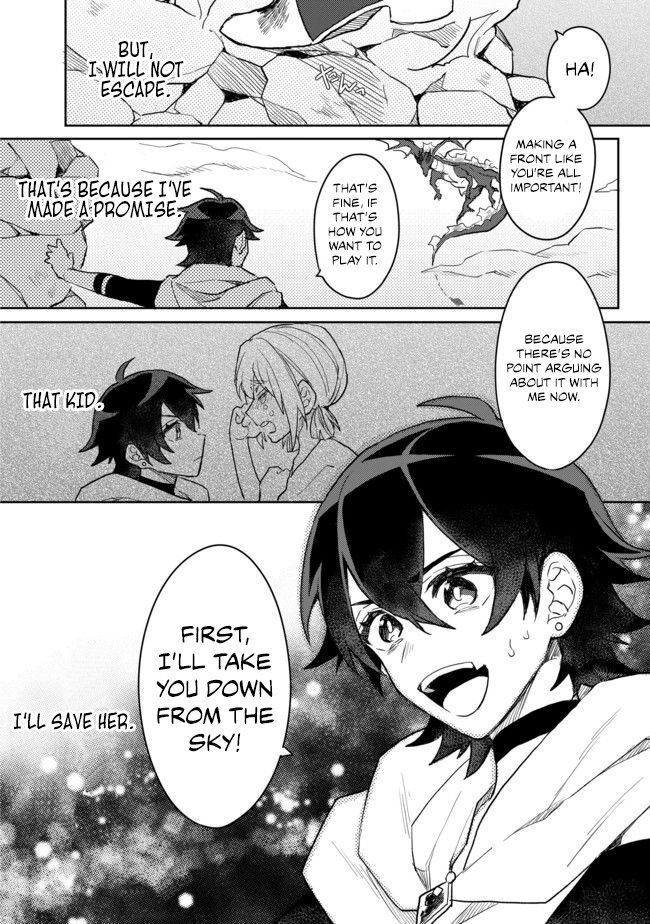 HA!
BUT,
I WILL NOT
ESCAPE.
MAKING A
FRONT LIKE
YOU'RE ALL
IMPORTANT!
THAT'S
FINE, IF
THAT'S
HOW YOU
WANT TO
PLAY IT.
THAT'S BECAUSE I'VE
MADE A PROMISE.
BECAUSE
THERE'S NO
POINT ARGUING
ABOUT IT WITH
ME NOW.
THAT KID.
FIRST,
I'LL TAKE
YOU DOWN
FROM THE
SKY!
I'LL SAVE HER.